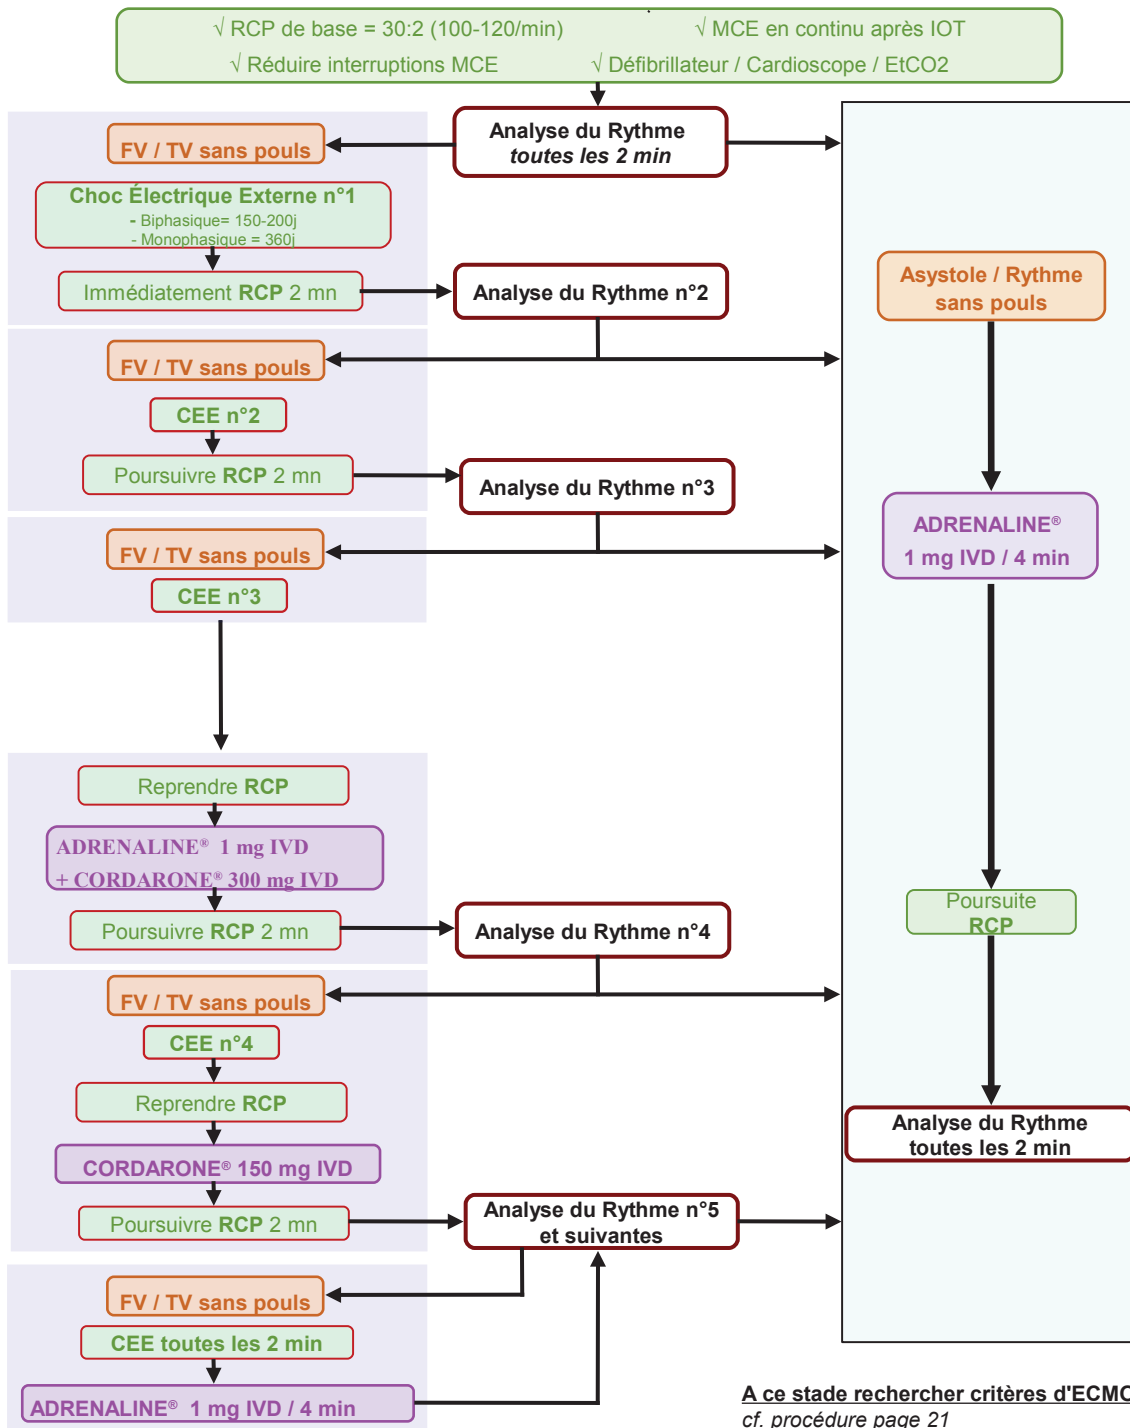 √ RCP de base = 30:2 (100-120/min) √ MCE en continu après IOT
√ Réduire interruptions MCE √ Défibrillateur / Cardioscope / EtCO2
Analyse du Rythme
toutes les 2 min
FV / TV sans pouls
Choc Électrique Externe n°1
- Biphasique= 150-200j
- Monophasique = 360j
Immédiatement RCP 2 mn
Analyse du Rythme n°2
Asystole / Rythme
sans pouls
FV / TV sans pouls
CEE n°2
Poursuivre RCP 2 mn
Analyse du Rythme n°3
ADRENALINE®
1 mg IVD / 4 min
FV / TV sans pouls
CEE n°3
Reprendre RCP
ADRENALINE® 1 mg IVD
+ CORDARONE® 300 mg IVD
Poursuivre RCP 2 mn
Analyse du Rythme n°4
Poursuite
RCP
FV / TV sans pouls
CEE n°4
Reprendre RCP
CORDARONE® 150 mg IVD
Poursuivre RCP 2 mn
Analyse du Rythme
toutes les 2 min
Analyse du Rythme n°5
et suivantes
FV / TV sans pouls
CEE toutes les 2 min
ADRENALINE® 1 mg IVD / 4 min
A ce stade rechercher critères d'ECMO
cf. procédure page 21